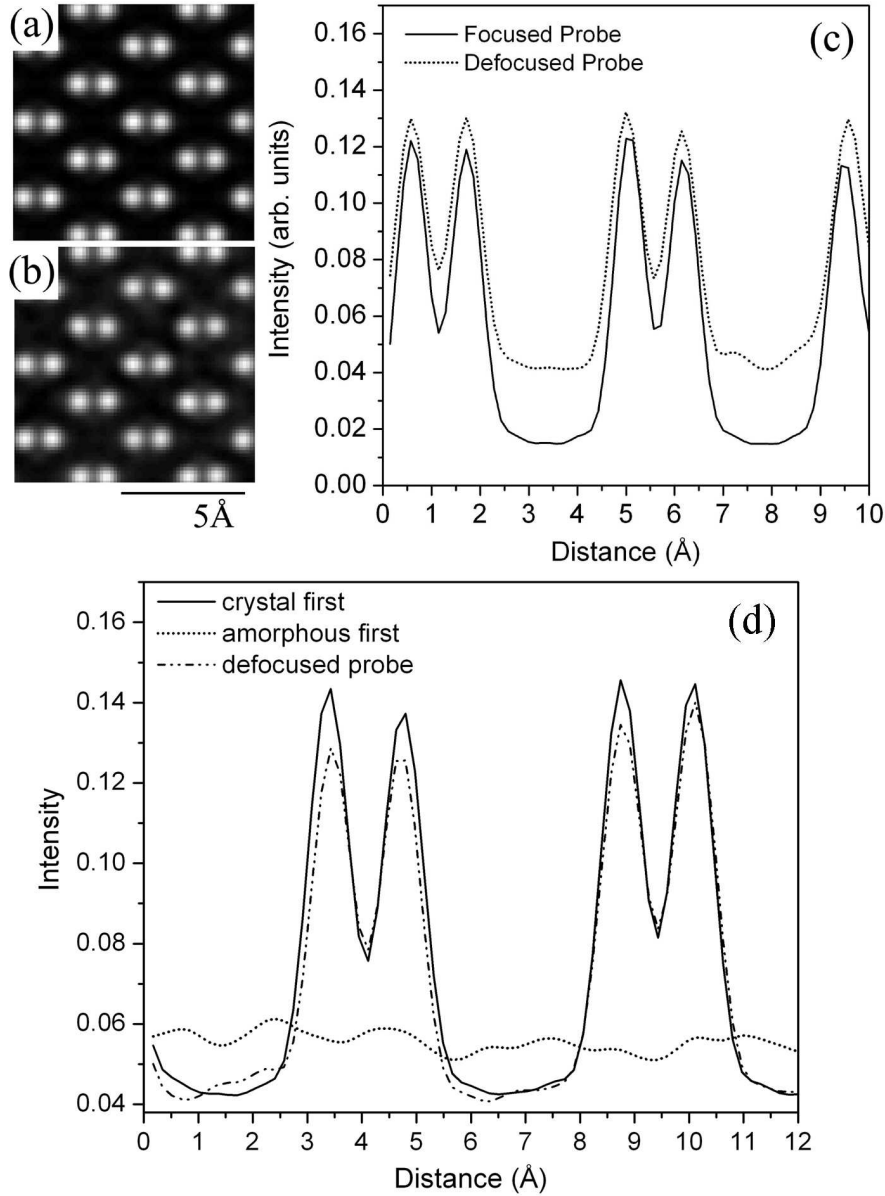 (a)
(b)
5Å
(c)
Focused Probe
Defocused Probe
Intensity (arb. units)
0.16
0.14
0.12
0.10
0.08
0.06
0.04
0.02
0.00
0 1 2 3 4 5 6 7 8 9 10
Distance (Å)
(d)
crystal first
amorphous first
defocused probe
Intensity
0.16
0.14
0.12
0.10
0.08
0.06
0.04
0 1 2 3 4 5 6 7 8 9 10 11 12
Distance (Å)